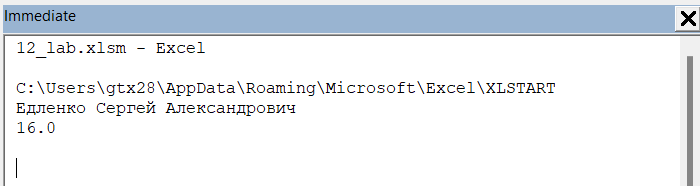 Immediate
12_lab.xlsm - Excel
C:\Users\gtx28\AppData\Roaming\Microsoft\Excel\XLSTART
Едленко Сергей Александрович
16.0